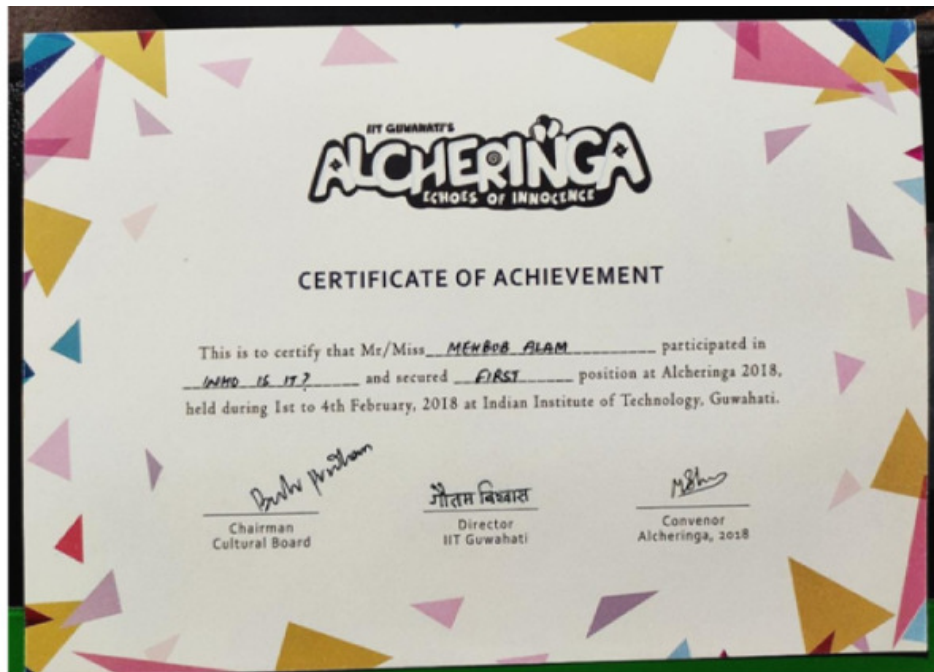 IIT GUWAHATI'S
ALCHERINGA
ECHOES OF INNOCENCE
CERTIFICATE OF ACHIEVEMENT
This is to certify that Mr/Miss MEHBOB ALAM participated in
WHO IS IT? and secured FIRST position at Alcheringa 2018,
held during 1st to 4th February, 2018 at Indian Institute of Technology, Guwahati.
गौतम बिश्वास
Chairman Director Convenor
Cultural Board IIT Guwahati Alcheringa, 2018